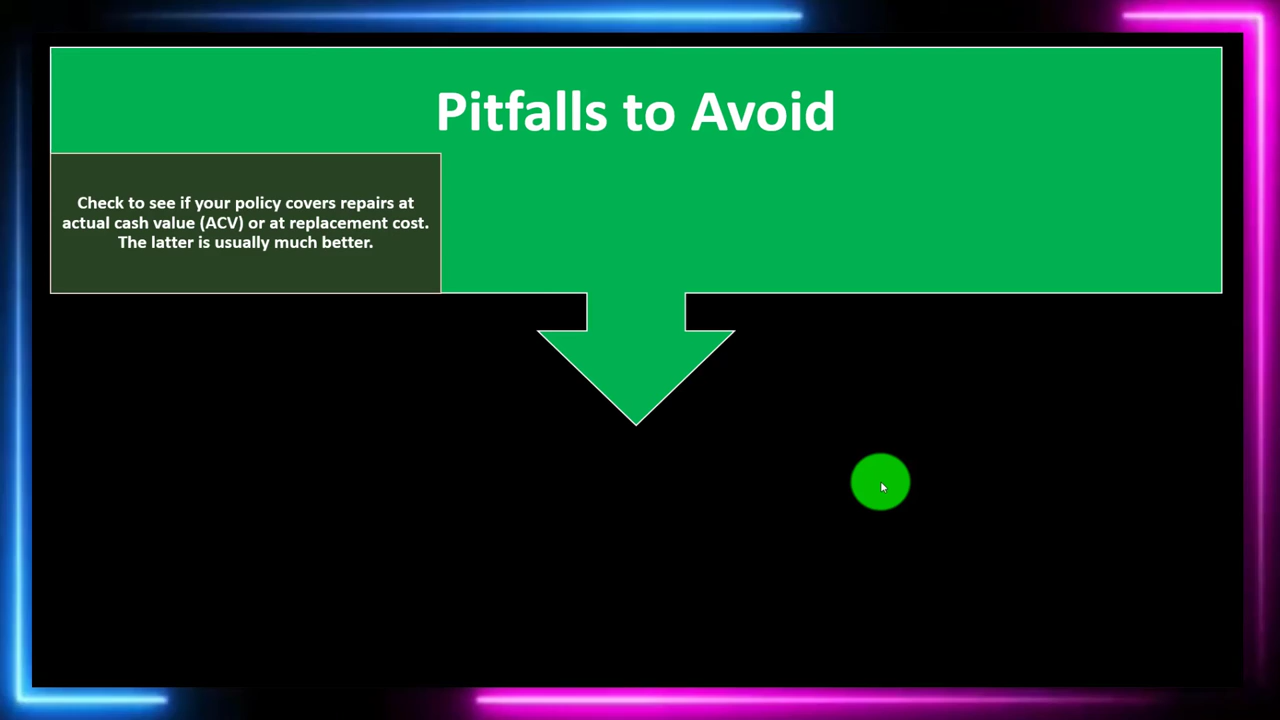 Pitfalls to Avoid
Check to see if your policy covers repairs at
actual cash value (ACV) or at replacement cost.
The latter is usually much better.